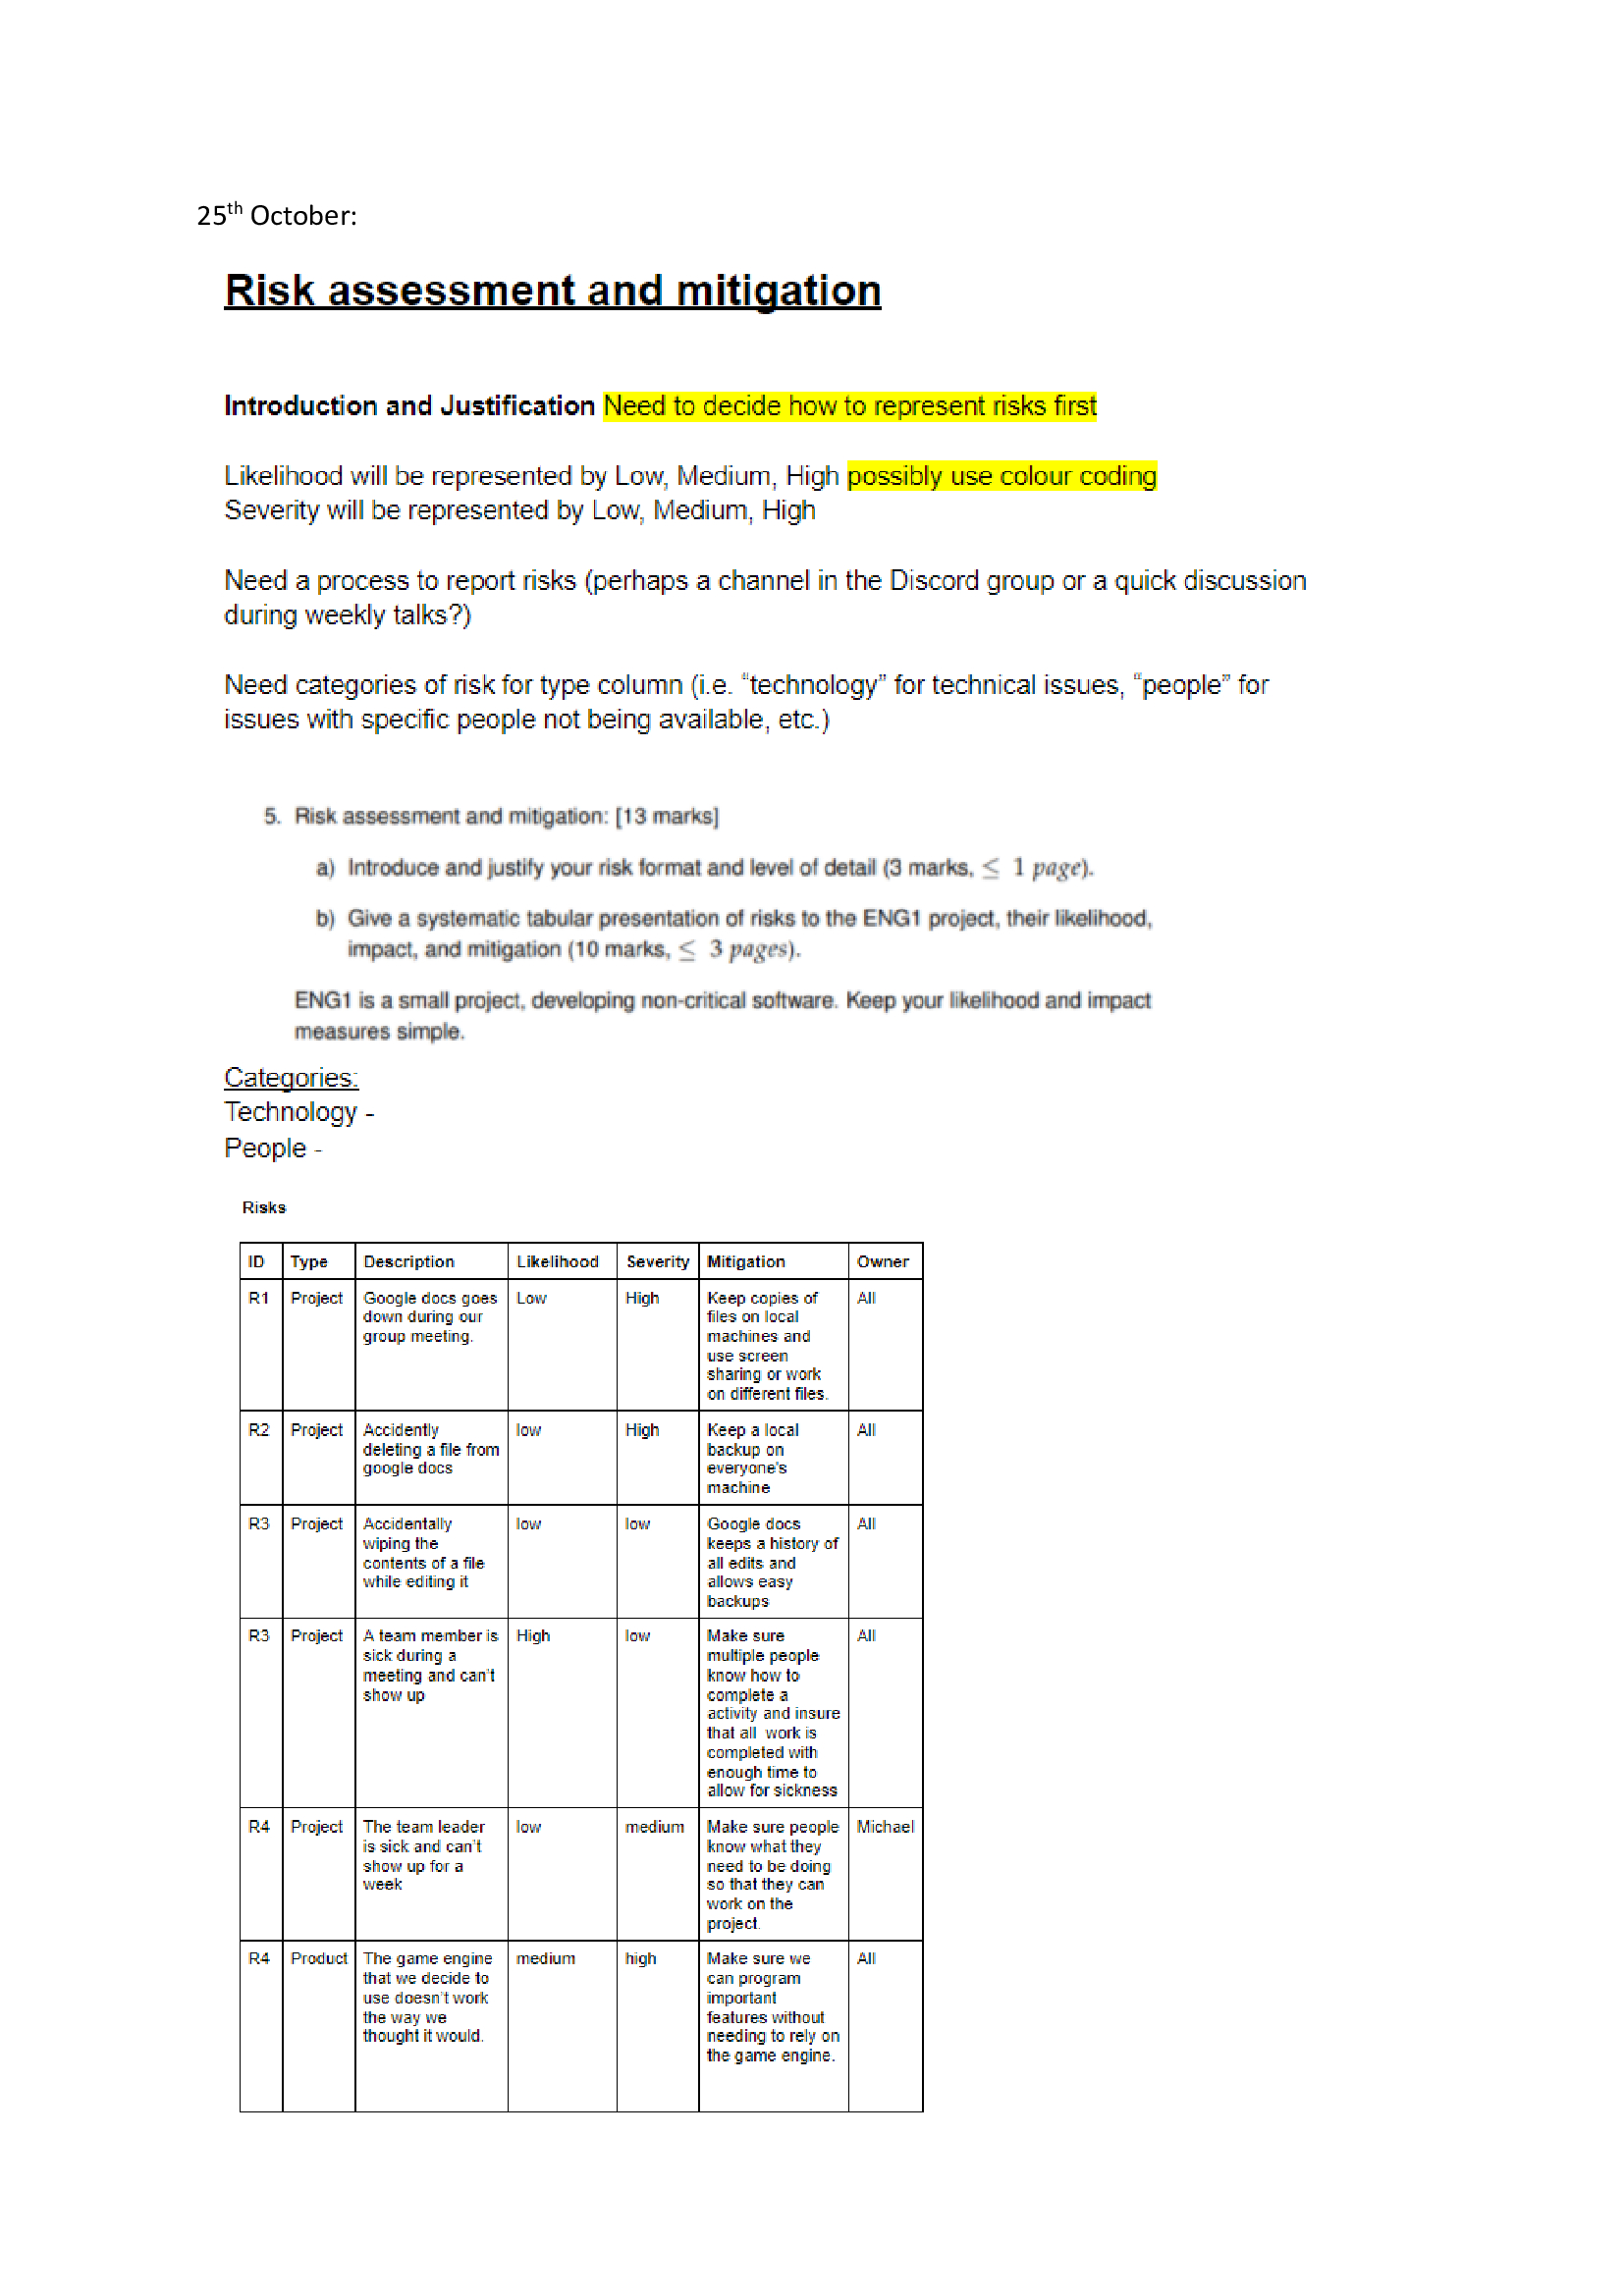 25th October:
Risk assessment and mitigation
Introduction and Justification Need to decide how to represent risks first
Likelihood will be represented by Low, Medium, High possibly use colour coding
Severity will be represented by Low, Medium, High
Need a process to report risks (perhaps a channel in the Discord group or a quick discussion
during weekly talks?)
Need categories of risk for type column (i.e. “technology” for technical issues, “people” for
issues with specific people not being available, etc.)
5. Risk assessment and mitigation: [13 marks]
a) Introduce and justify your risk format and level of detail (3 marks, ≤ 1 page).
b) Give a systematic tabular presentation of risks to the ENG1 project, their likelihood,
impact, and mitigation (10 marks, ≤ 3 pages).
ENG1 is a small project, developing non-critical software. Keep your likelihood and impact
measures simple.
Categories:
Technology -
People -
Risks
ID Type Description Likelihood Severity Mitigation Owner
R1 Project Google docs goes Low High Keep copies of All
down during our files on local
group meeting. machines and
use screen
sharing or work
on different files.
R2 Project Accidently low High Keep a local All
deleting a file from backup on
google docs everyone's
machine
R3 Project Accidentally low low Google docs All
wiping the keeps a history of
contents of a file all edits and
while editing it allows easy
backups
R3 Project A team member is High low Make sure All
sick during a multiple people
meeting and can't know how to
show up complete a
activity and insure
that all work is
completed with
enough time to
allow for sickness
R4 Project The team leader low medium Make sure people Michael
is sick and can't know what they
show up for a need to be doing
week so that they can
work on the
project.
R4 Product The game engine medium high Make sure we All
that we decide to can program
use doesn't work important
the way we features without
thought it would. needing to rely on
the game engine.